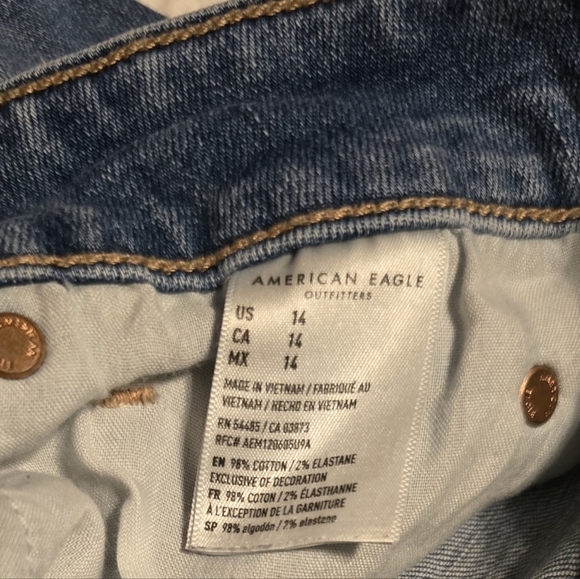 AMERICAN EAGLE
OUTFITTERS
US 14
CA 14
MX 14
MADE IN VIETNAM / FABRIQUÉ AU
VIETNAM / HECHO EN VIETNAM
RN 54485 / CA 03873
RFC# AEM120605U9A
EN 98% COTTON / 2% ELASTANE
EXCLUSIVE OF DECORATION
FR 98% COTON / 2% ÉLASTHANNE
À L'EXCEPTION DE LA GARNITURE
SP 98% algodón / 2% elastano